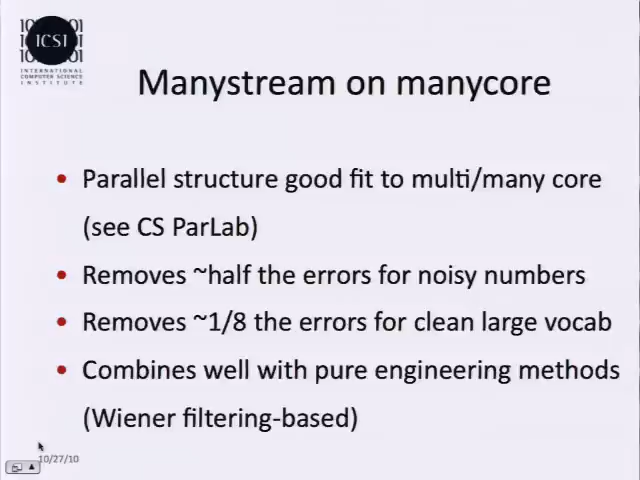 ICSI
INTERNATIONAL
COMPUTER SCIENCE
INSTITUTE
Manystream on manycore
• Parallel structure good fit to multi/many core
(see CS ParLab)
• Removes ~half the errors for noisy numbers
• Removes ~1/8 the errors for clean large vocab
• Combines well with pure engineering methods
(Wiener filtering-based)
10/27/10